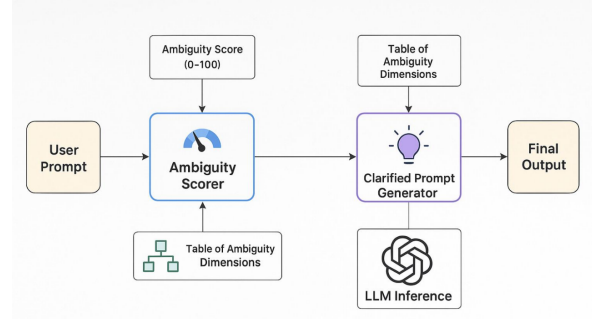 Ambiguity Score
(0–100)
Table of
Ambiguity
Dimensions
User
Prompt
Ambiguity
Scorer
Clarified Prompt
Generator
Final
Output
Table of Ambiguity
Dimensions
LLM Inference